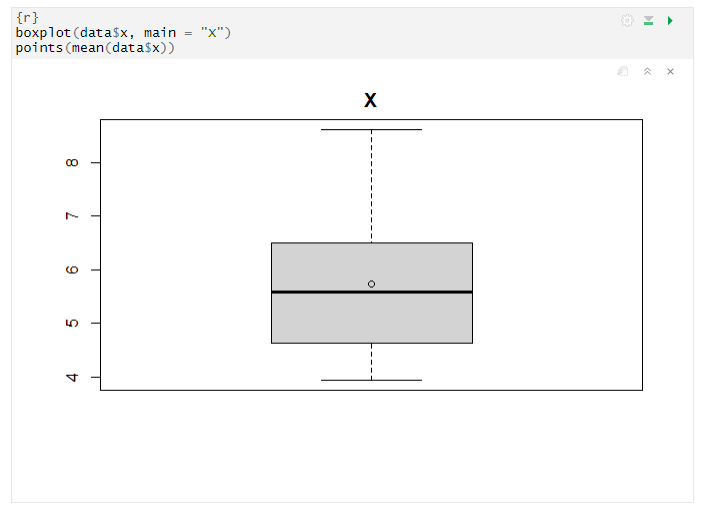 {r}
boxplot(data$x, main = "X")
points(mean(data$x))
X
8
7
6
5
4